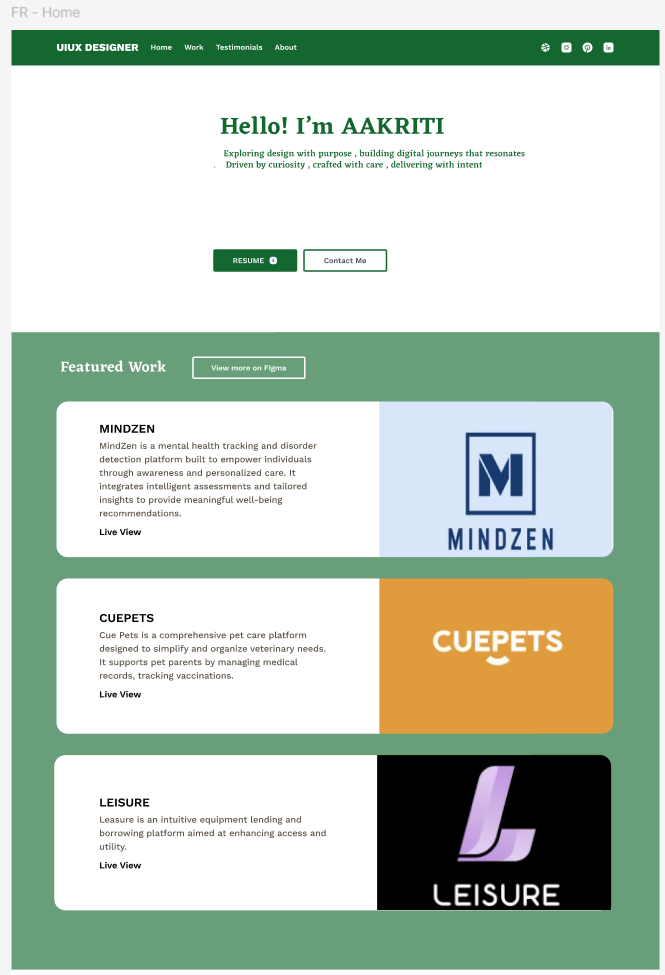 FR - Home
UIUX DESIGNER Home Work Testimonials About
Hello! I’m AAKRITI
Exploring design with purpose , building digital journeys that resonates
. Driven by curiosity , crafted with care , delivering with intent
RESUME Contact Me
Featured Work View more on Figma
MINDZEN
MindZen is a mental health tracking and disorder
detection platform built to empower individuals
through awareness and personalized care. It
integrates intelligent assessments and tailored
insights to provide meaningful well-being
recommendations.
Live View
M
MINDZEN
CUEPETS
Cue Pets is a comprehensive pet care platform
designed to simplify and organize veterinary needs.
It supports pet parents by managing medical
records, tracking vaccinations.
Live View
CUEPETS
LEISURE
Leasure is an intuitive equipment lending and
borrowing platform aimed at enhancing access and
utility.
Live View
L
LEISURE